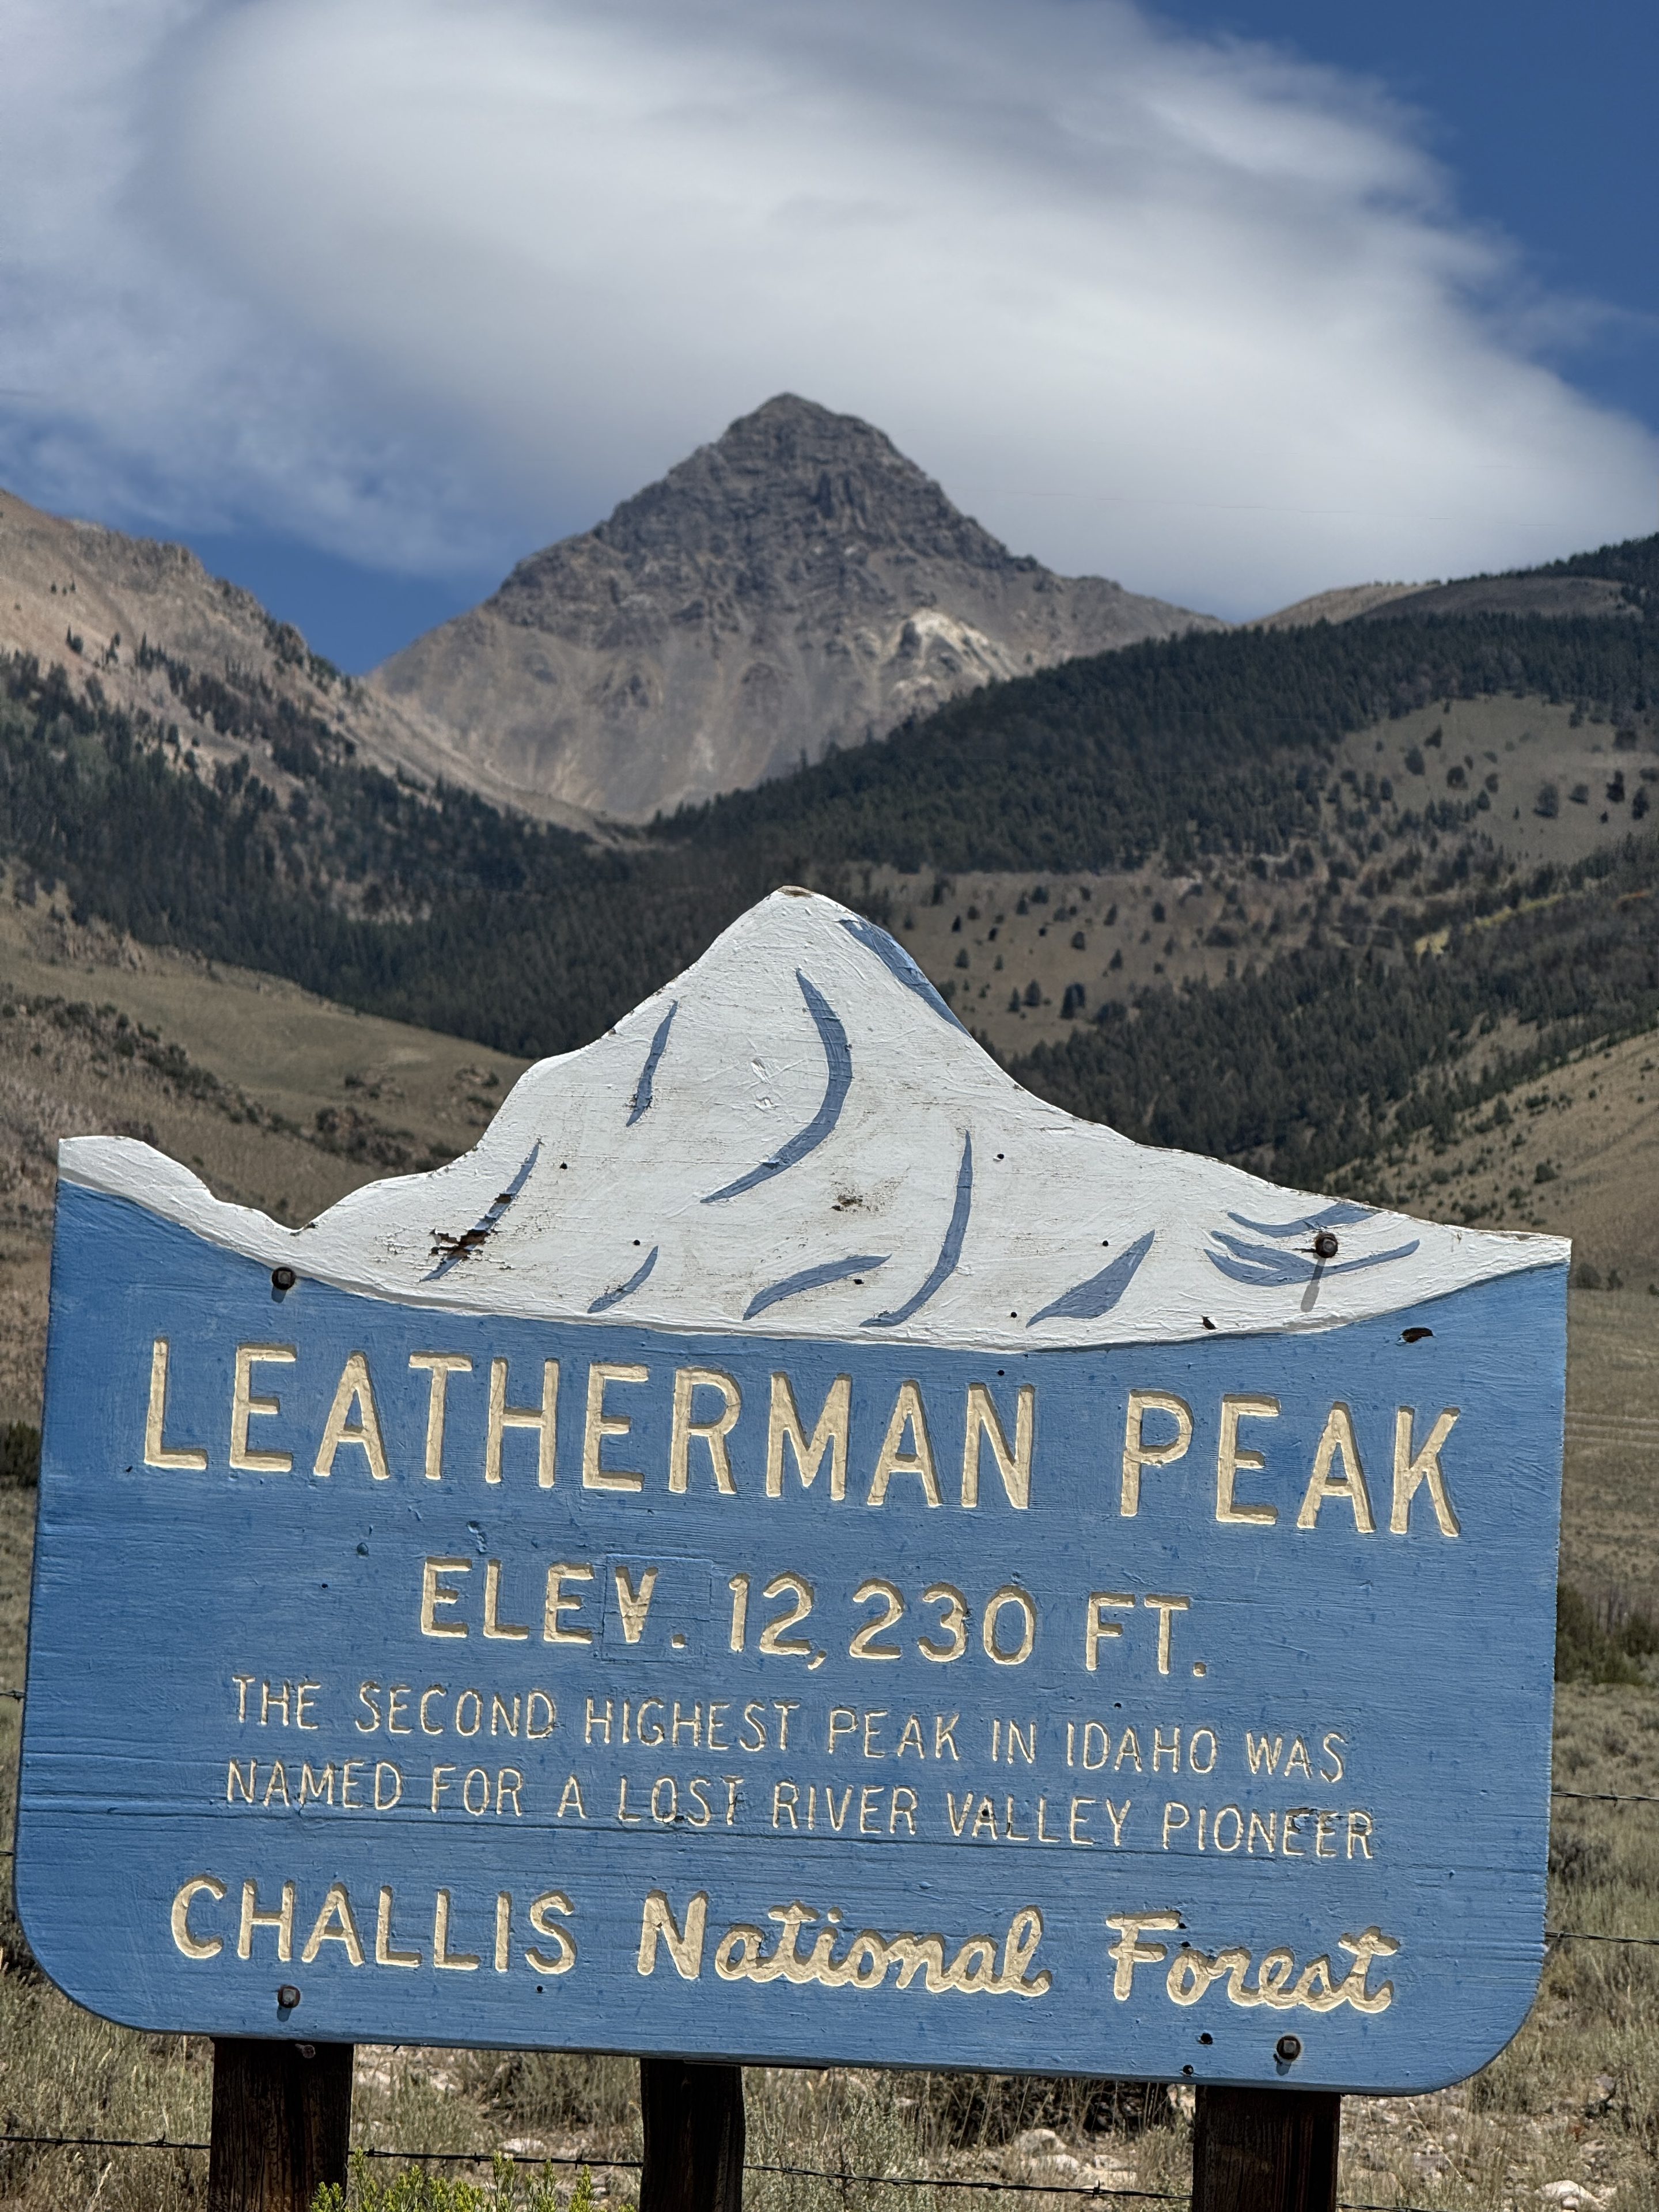 LEATHERMAN PEAK
ELEV. 12,230 FT.
THE SECOND HIGHEST PEAK IN IDAHO WAS
NAMED FOR A LOST RIVER VALLEY PIONEER
CHALLIS National Forest